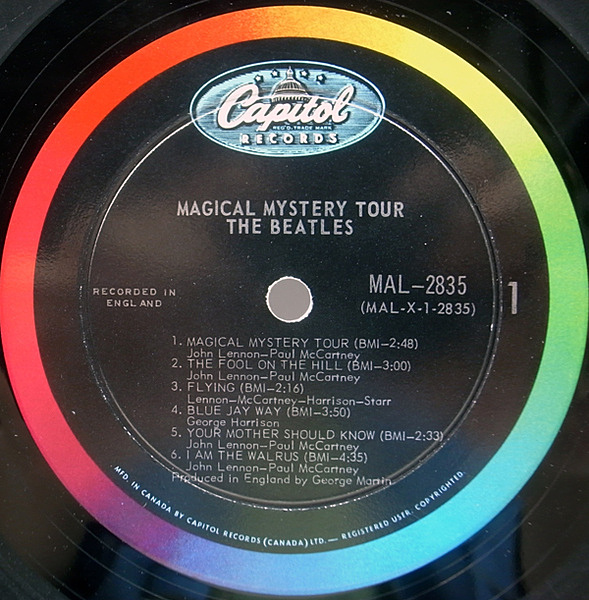 Capitol
REG'D. TRADE MARK
RECORDS
MAGICAL MYSTERY TOUR
THE BEATLES
RECORDED IN
ENGLAND
MAL-2835
(MAL-X-1-2835)
1
1. MAGICAL MYSTERY TOUR (BMI-2:48)
John Lennon-Paul McCartney
2. THE FOOL ON THE HILL (BMI-3:00)
John Lennon-Paul McCartney
3. FLYING (BMI-2:16)
Lennon-McCartney-Harrison-Starr
4. BLUE JAY WAY (BMI-3:50)
George Harrison
5. YOUR MOTHER SHOULD KNOW (BMI-2:33)
John Lennon-Paul McCartney
6. I AM THE WALRUS (BMI-4:35)
John Lennon-Paul McCartney
Produced in England by George Martin
MFD. IN CANADA BY CAPITOL RECORDS (CANADA) LTD. — REGISTERED USER. COPYRIGHTED.